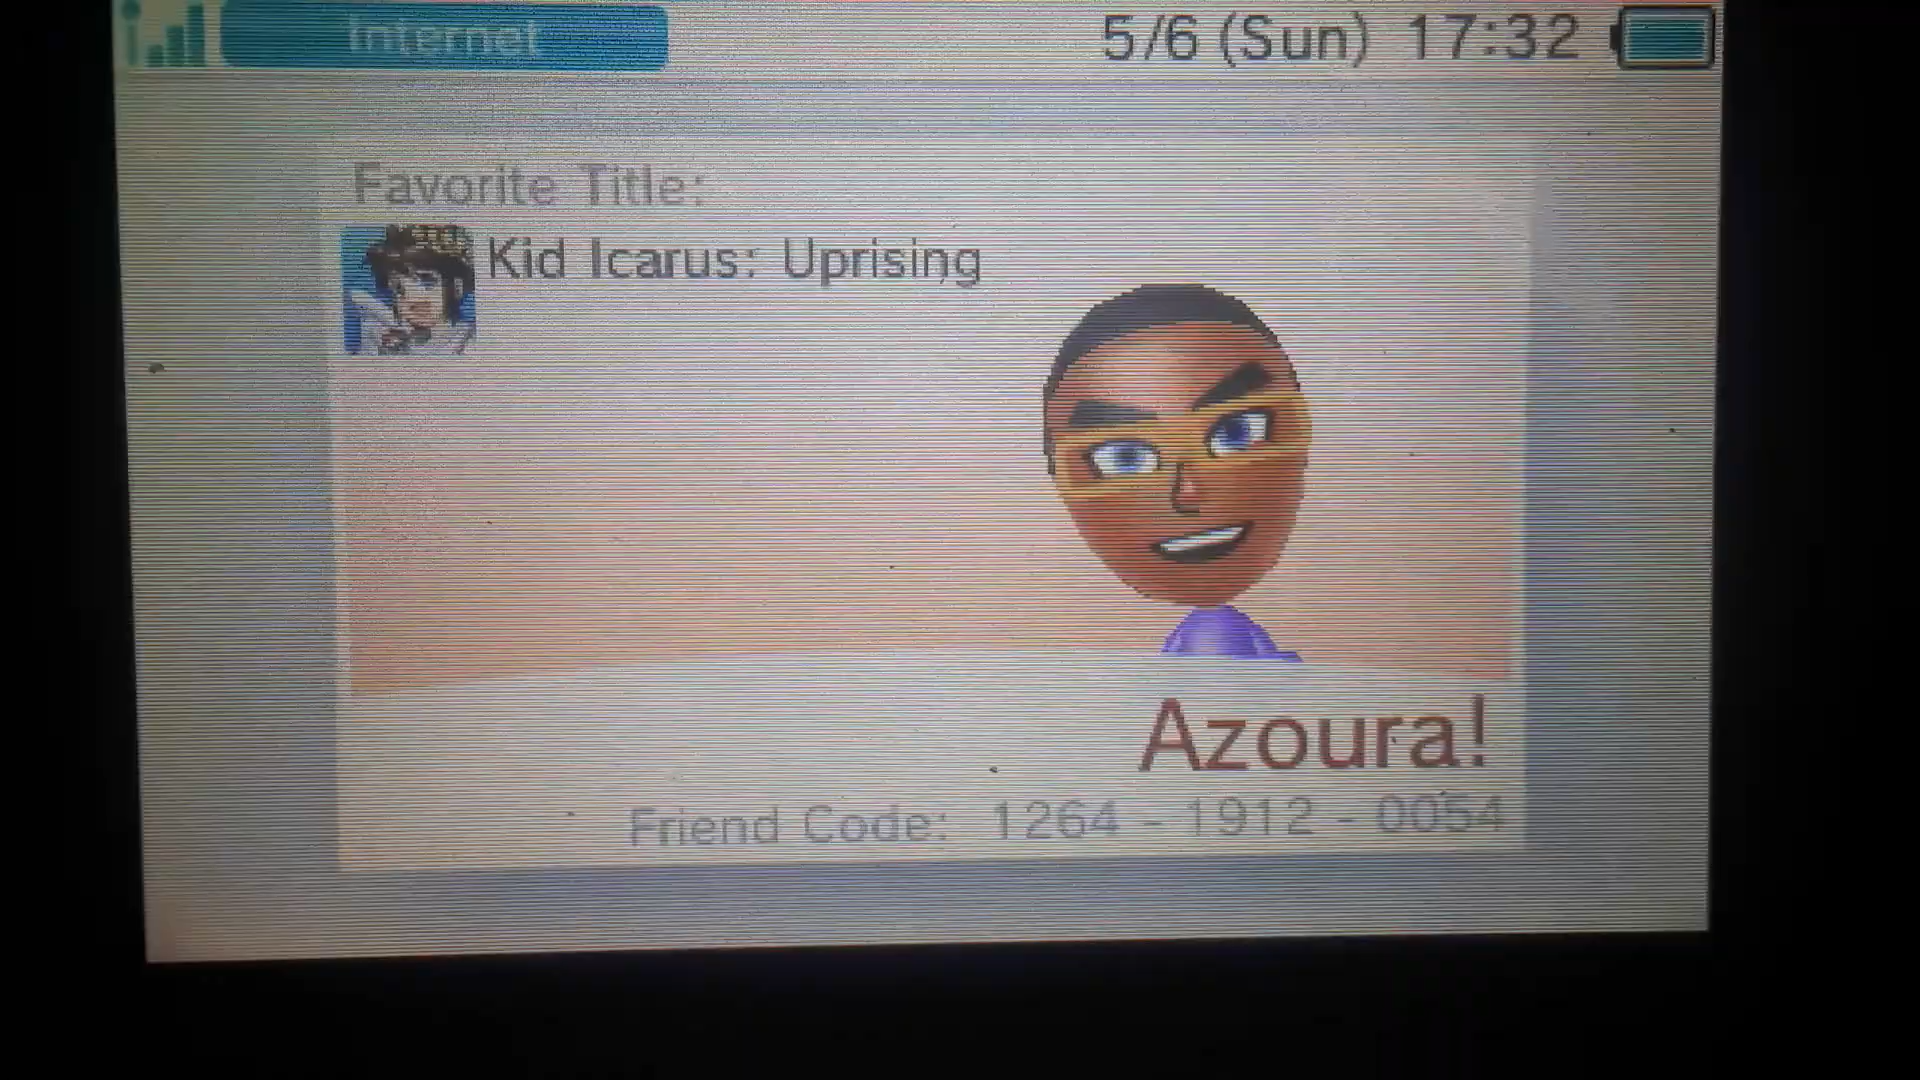 Internet 5/6 (Sun) 17:32
Favorite Title:
Kid Icarus: Uprising
Azoura!
Friend Code: 1264 - 1912 - 0054